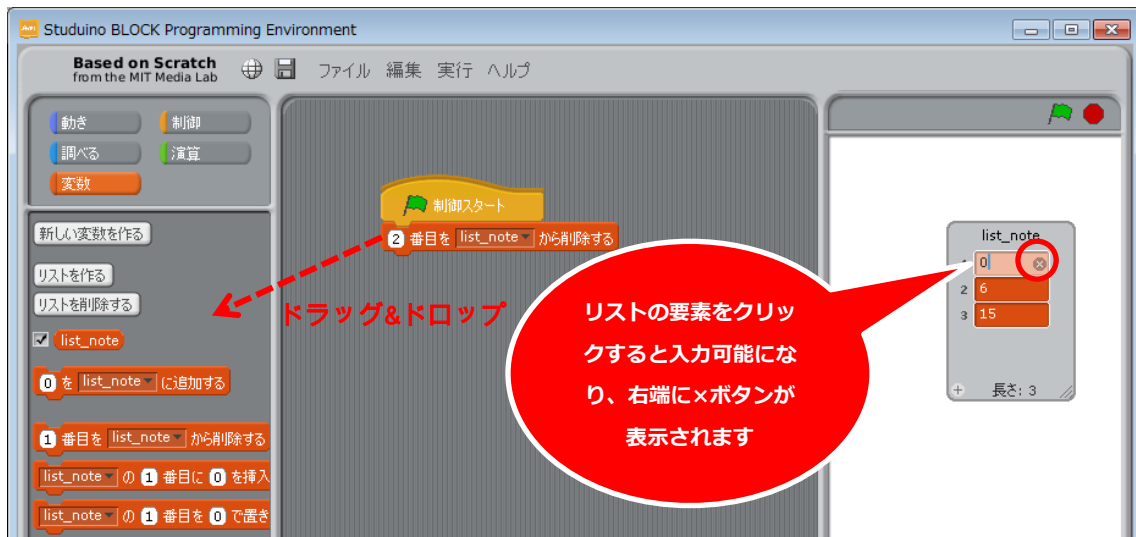 Studuino BLOCK Programming Environment
Based on Scratch
from the MIT Media Lab
ファイル 編集 実行 ヘルプ
動き 制御
調べる 演算
変数
新しい変数を作る
リストを作る
リストを削除する
list_note
0 を list_note に追加する
1 番目を list_note から削除する
list_note の 1 番目に 0 を挿入
list_note の 1 番目を 0 で置き
制御スタート
2 番目を list_note から削除する
ドラッグ&ドロップ
リストの要素をクリッ
クすると入力可能にな
り、右端に×ボタンが
表示されます
list_note
0
2 6
3 15
+ 長さ: 3